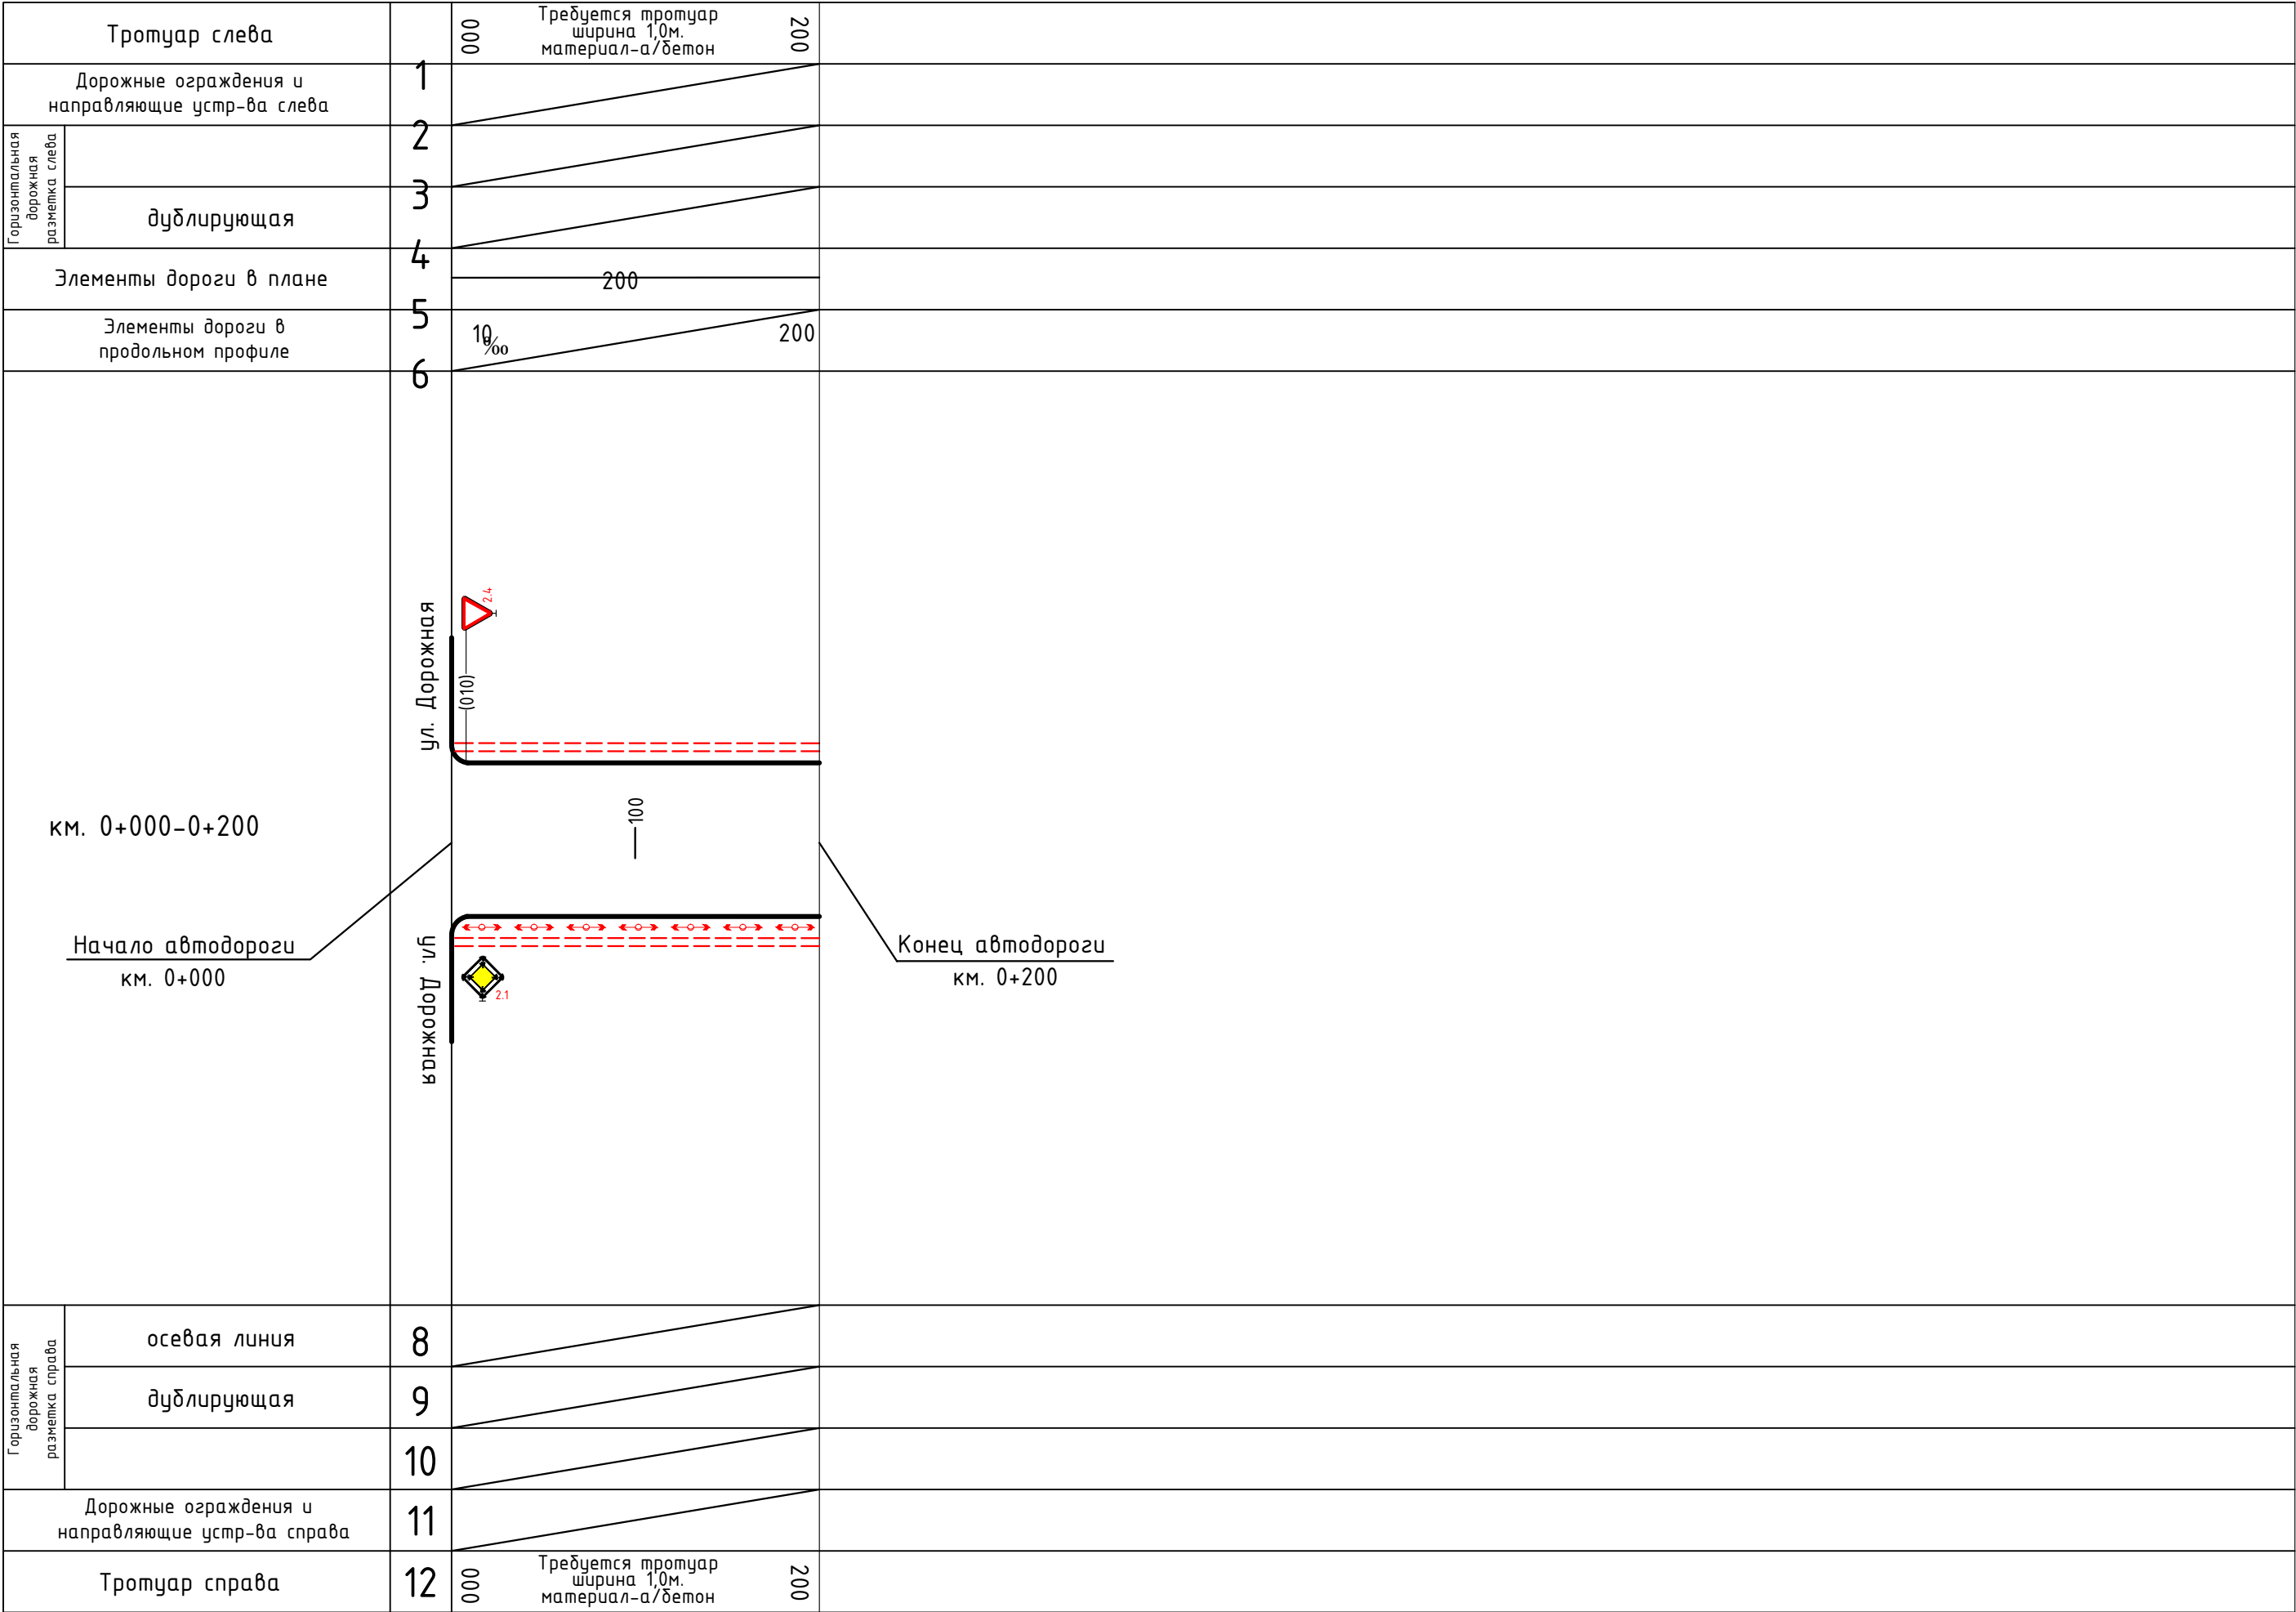 Тротуар слева
000
Требуется тротуар
ширина 1,0м.
материал-а/бетон
200
1
Дорожные ограждения и
направляющие устр-ва слева
2
Горизонтальная
дорожная
разметка слева
3
дублирующая
4
Элементы дороги в плане
200
5
Элементы дороги в
продольном профиле
10
‰
200
6
2.4
ул. Дорожная
(010)
100
км. 0+000-0+200
Начало автодороги
км. 0+000
ул. Дорожная
2.1
Конец автодороги
км. 0+200
Горизонтальная
дорожная
разметка справа
осевая линия
8
дублирующая
9
10
Дорожные ограждения и
направляющие устр-ва справа
11
Тротуар справа
12
000
Требуется тротуар
ширина 1,0м.
материал-а/бетон
200